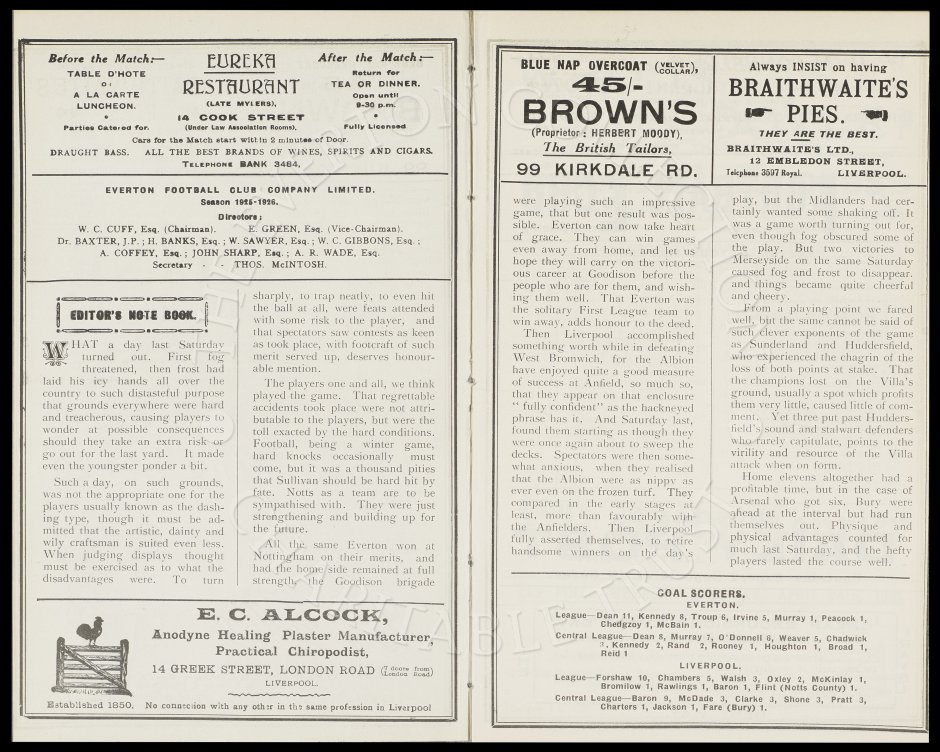 Before the Match:—
TABLE D'HOTE
Or
A LA CARTE
LUNCHEON.
•
Parties Catered for.
EUREKA
RESTAURANT
(LATE MYLERS),
14 COOK STREET
(Under Law Association Rooms).
After the Match:—
Return for
TEA OR DINNER.
Open until
9-30 p.m.
•
Fully Licensed
Cars for the Match start within 2 minutes of Door.
DRAUGHT BASS. ALL THE BEST BRANDS OF WINES, SPIRITS AND CIGARS.
TELEPHONE BANK 3484,
EVERTON FOOTBALL CLUB COMPANY LIMITED.
Season 1925-1926.
Directors:
W. C. CUFF, Esq. (Chairman). E. GREEN, Esq. (Vice-Chairman).
Dr. BAXTER, J.P.; H. BANKS, Esq.; W. SAWYER, Esq.; W. C. GIBBONS, Esq.;
A. COFFEY, Esq.; JOHN SHARP, Esq.; A. R. WADE, Esq.
Secretary - - THOS. McINTOSH.
EDITOR'S NOTE BOOK.
WHAT a day last Saturday
turned out. First fog
threatened, then frost had
laid his icy hands all over the
country to such distasteful purpose
that grounds everywhere were hard
and treacherous, causing players to
wonder at possible consequences
should they take an extra risk or
go out for the last yard. It made
even the youngster ponder a bit.
Such a day, on such grounds,
was not the appropriate one for the
players usually known as the dash-
ing type, though it must be ad-
mitted that the artistic, dainty and
wily craftsman is suited even less.
When judging displays thought
must be exercised as to what the
disadvantages were. To turn
sharply, to trap neatly, to even hit
the ball at all, were feats attended
with some risk to the player, and
that spectators saw contests as keen
as took place, with footcraft of such
merit served up, deserves honour-
able mention.
The players one and all, we think
played the game. That regrettable
accidents took place were not attri-
butable to the players, but were the
toll exacted by the hard conditions.
Football, being a winter game,
hard knocks occasionally must
come, but it was a thousand pities
that Sullivan should be hard hit by
fate. Notts as a team are to be
sympathised with. They were just
strengthening and building up for
the future.
All the same Everton won at
Nottingham on their merits, and
had the home side remained at full
strength, the Goodison brigade
E. C. ALCOCK,
Anodyne Healing Plaster Manufacturer,
Practical Chiropodist,
14 GREEK STREET, LONDON ROAD (7 doors from London Road)
LIVERPOOL.
Established 1850. No connection with any other in the same profession in Liverpool
BLUE NAP OVERCOAT (VELVET COLLAR),
45/-
BROWN'S
(Proprietor: HERBERT MOODY),
The British Tailors,
99 KIRKDALE RD.
Always INSIST on having
BRAITHWAITE'S
PIES.
THEY ARE THE BEST.
BRAITHWAITE'S LTD.,
12 EMBLEDON STREET,
Telephone 3597 Royal. LIVERPOOL.
were playing such an impressive
game, that but one result was pos-
sible. Everton can now take heart
of grace. They can win games
even away from home, and let us
hope they will carry on the victori-
ous career at Goodison before the
people who are for them, and wish-
ing them well. That Everton was
the solitary First League team to
win away, adds honour to the deed.
Then Liverpool accomplished
something worth while in defeating
West Bromwich, for the Albion
have enjoyed quite a good measure
of success at Anfield, so much so,
that they appear on that enclosure
"fully confident" as the hackneyed
phrase has it. And Saturday last,
found them starting as though they
were once again about to sweep the
decks. Spectators were then some-
what anxious, when they realised
that the Albion were as nippy as
ever even on the frozen turf. They
compared in the early stages at
least, more than favourably with
the Anfielders. Then Liverpool
fully asserted themselves, to retire
handsome winners on the day's
play, but the Midlanders had cer-
tainly wanted some shaking off. It
was a game worth turning out for,
even though fog obscured some of
the play. But two victories to
Merseyside on the same Saturday
caused fog and frost to disappear,
and things became quite cheerful
and cheery.
From a playing point we fared
well, but the same cannot be said of
such clever exponents of the game
as Sunderland and Huddersfield,
who experienced the chagrin of the
loss of both points at stake. That
the champions lost on the Villa's
ground, usually a spot which profits
them very little, caused little of com-
ment. Yet three put past Hudders-
field's sound and stalwart defenders
who rarely capitulate, points to the
virility and resource of the Villa
attack when on form.
Home elevens altogether had a
profitable time, but in the case of
Arsenal who got six, Bury were
ahead at the interval but had run
themselves out. Physique and
physical advantages counted for
much last Saturday, and the hefty
players lasted the course well.
GOAL SCORERS.
EVERTON.
League—Dean 11, Kennedy 8, Troup 6, Irvine 5, Murray 1, Peacock 1,
Chedgzoy 1, McBain 1.
Central League—Dean 8, Murray 7, O'Donnell 6, Weaver 5, Chadwick
3, Kennedy 2, Rand 2, Rooney 1, Houghton 1, Broad 1,
Reid 1
LIVERPOOL.
League—Forshaw 16, Chambers 5, Walsh 3, Oxley 2, McKinlay 1,
Bromilow 1, Rawlings 1, Baron 1, Flint (Notts County) 1.
Central League—Baron 9, McDade 3, Clarke 3, Shone 3, Pratt 3,
Charters 1, Jackson 1, Fare (Bury) 1.